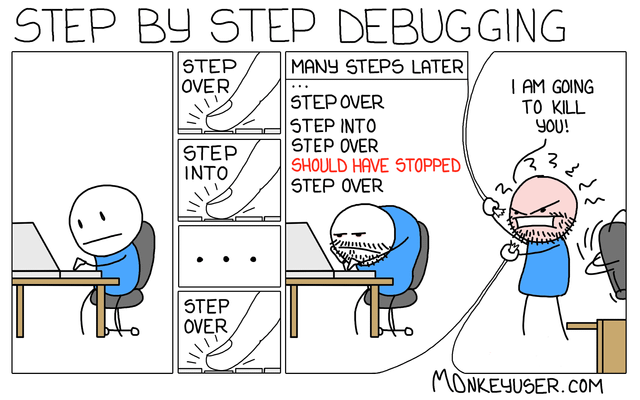 STEP BY STEP DEBUGGING
STEP
OVER
STEP
INTO
...
STEP
OVER
MANY STEPS LATER
...
STEP OVER
STEP INTO
STEP OVER
SHOULD HAVE STOPPED
STEP OVER
I AM GOING
TO KILL
YOU!
MONKEYUSER.COM